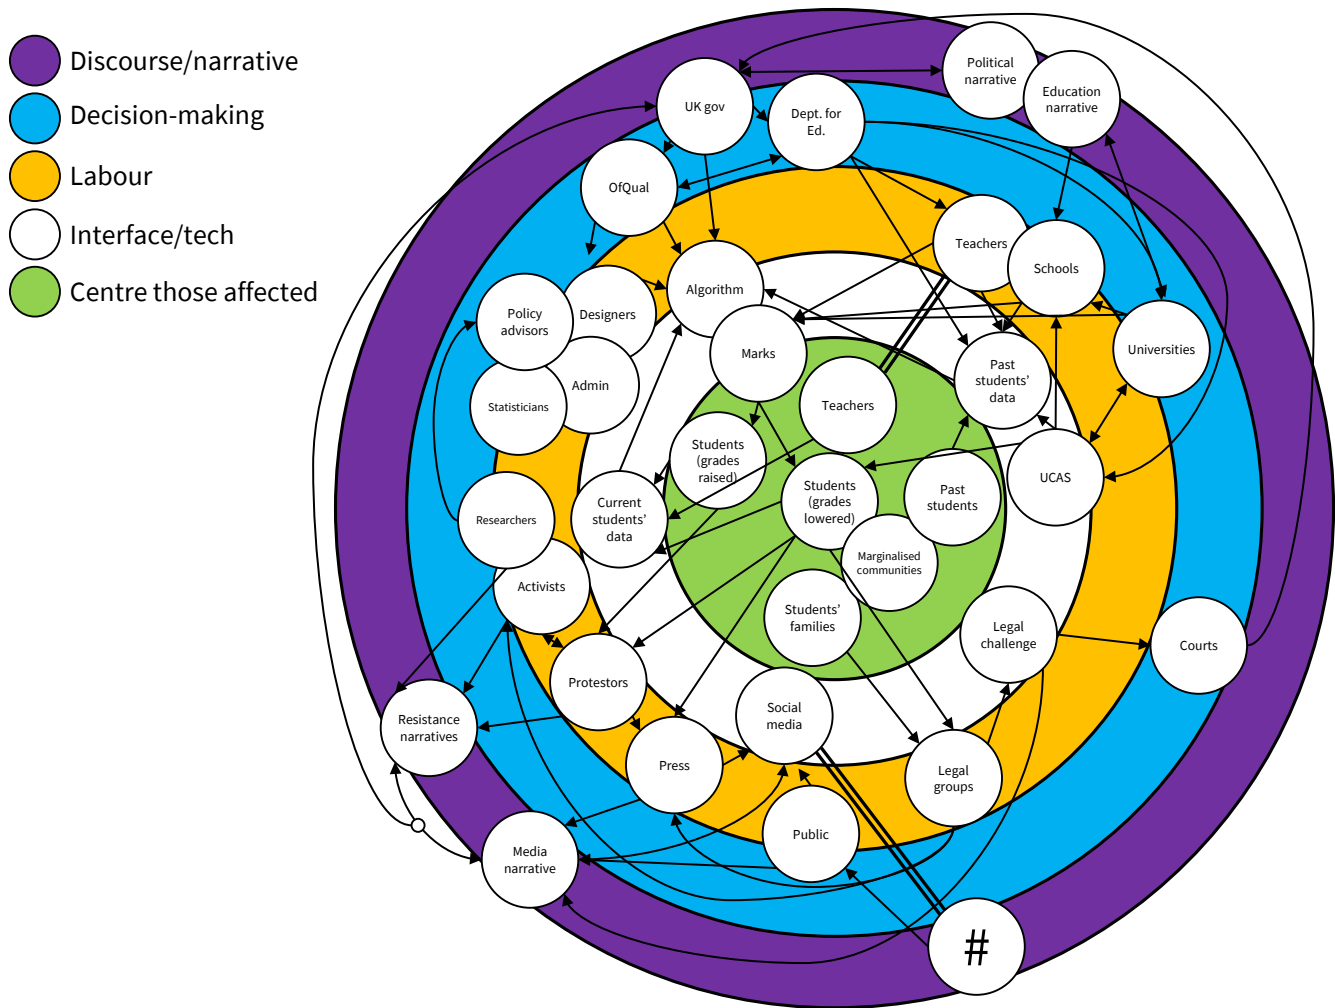 Discourse/narrative
Decision-making
Labour
Interface/tech
Centre those affected
Political
narrative
Education
narrative
UK gov
Dept. for
Ed.
OfQual
Teachers
Schools
Algorithm
Designers
Policy
advisors
Marks
Universities
Past
students’
data
Admin
Statisticians
Teachers
Students
(grades
raised)
Students
(grades
lowered)
Past
students
UCAS
Researchers
Current
students’
data
Marginalised
communities
Activists
Students’
families
Legal
challenge
Courts
Protestors
Resistance
narratives
Social
media
Press
Legal
groups
Public
Media
narrative
#